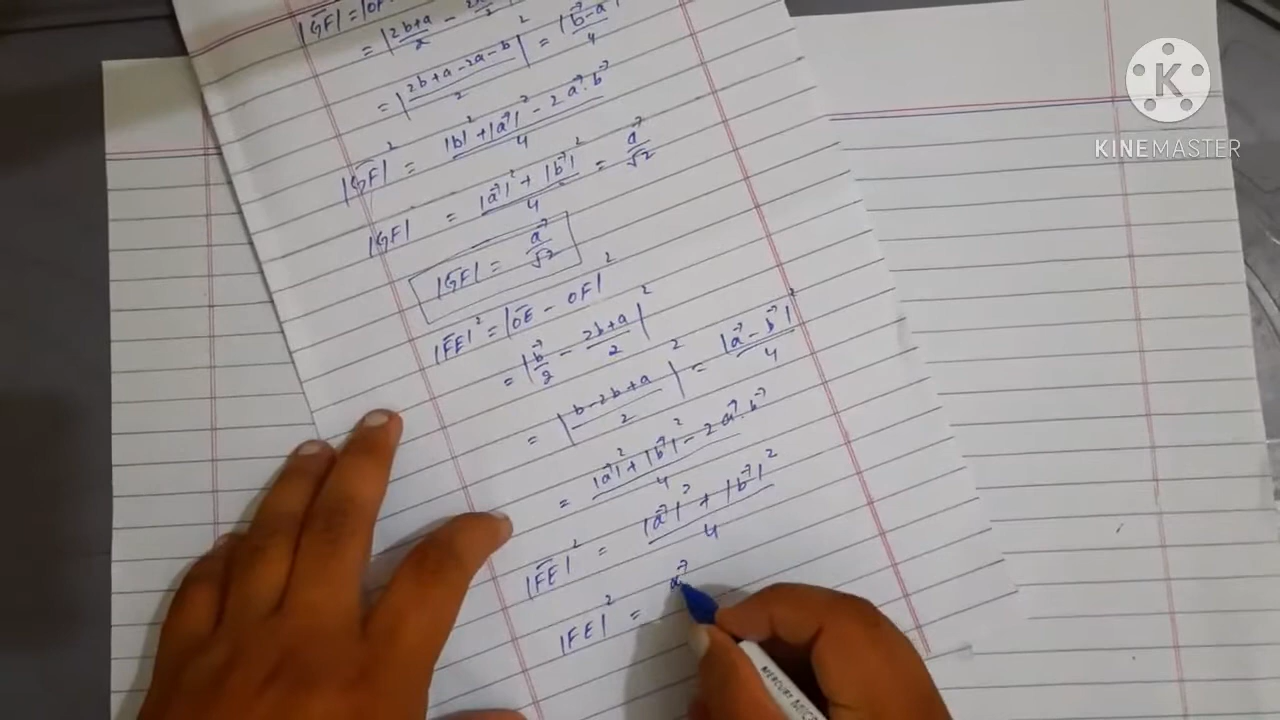 |GF| = |OF
= |2b+a/2 -
= |2b+a-2a-b/2|² = |b-a|/4
|GF|² = |b|²+|a⃗|²-2a⃗.b⃗/4
|GF| = |a⃗|²+|b⃗|²/4 = a⃗/√2
|GF| = a⃗/√2
|FE|² = |OE - OF|²
= |b⃗/2 - 2b+a/2|²
= |b-2b+a/2|² = |a⃗-b⃗|²/4
= |a⃗|²+|b⃗|²-2a⃗.b⃗/4
|FE|² = |a⃗|²+|b⃗|²/4
|FE|² = a⃗
K
KINEMASTER
MERCURY